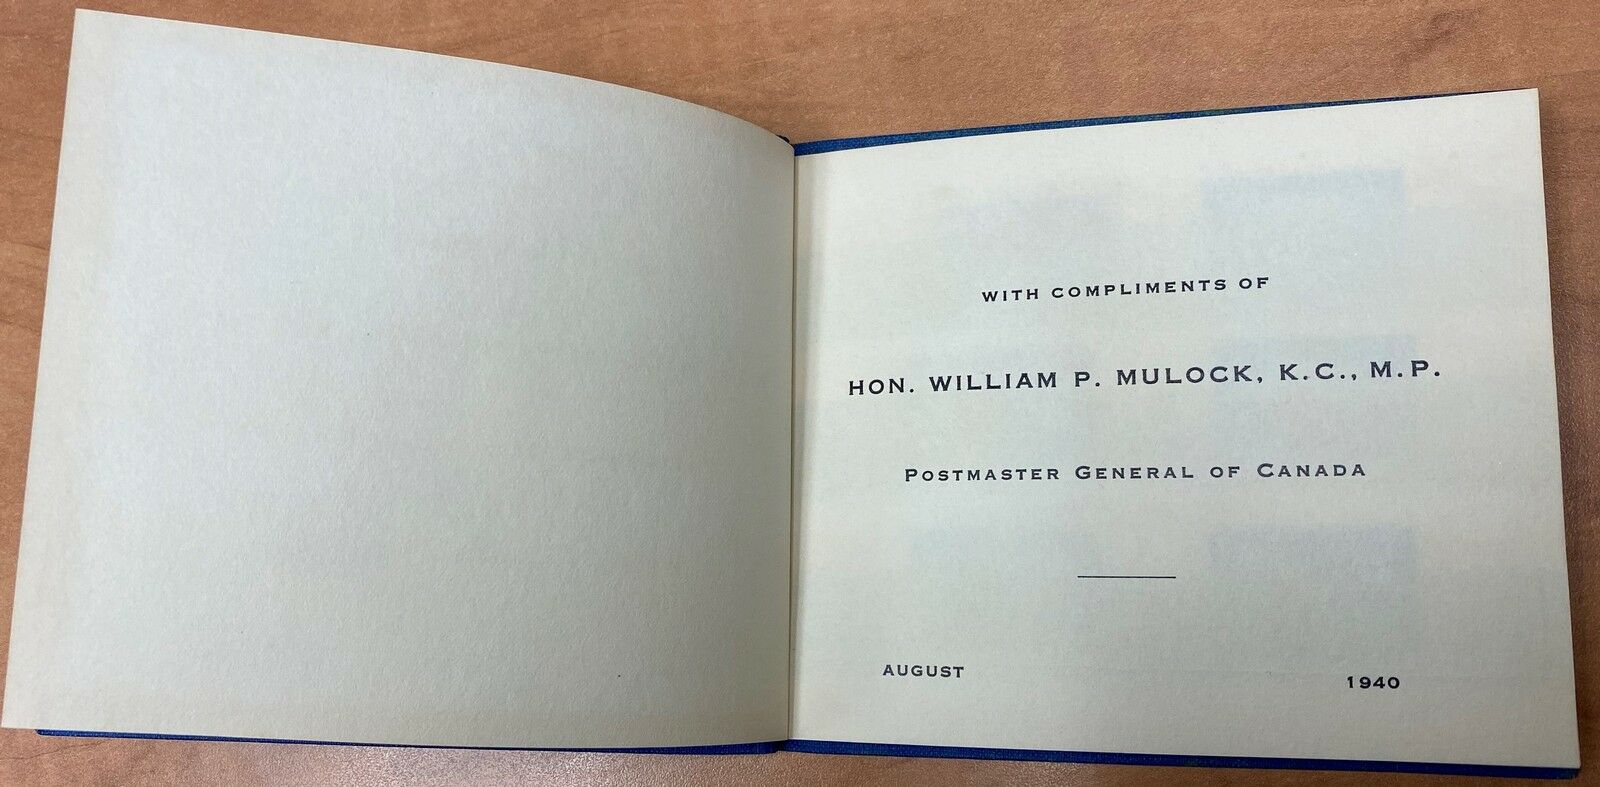 WITH COMPLIMENTS OF
HON. WILLIAM P. MULOCK, K.C., M.P.
POSTMASTER GENERAL OF CANADA
AUGUST 1940